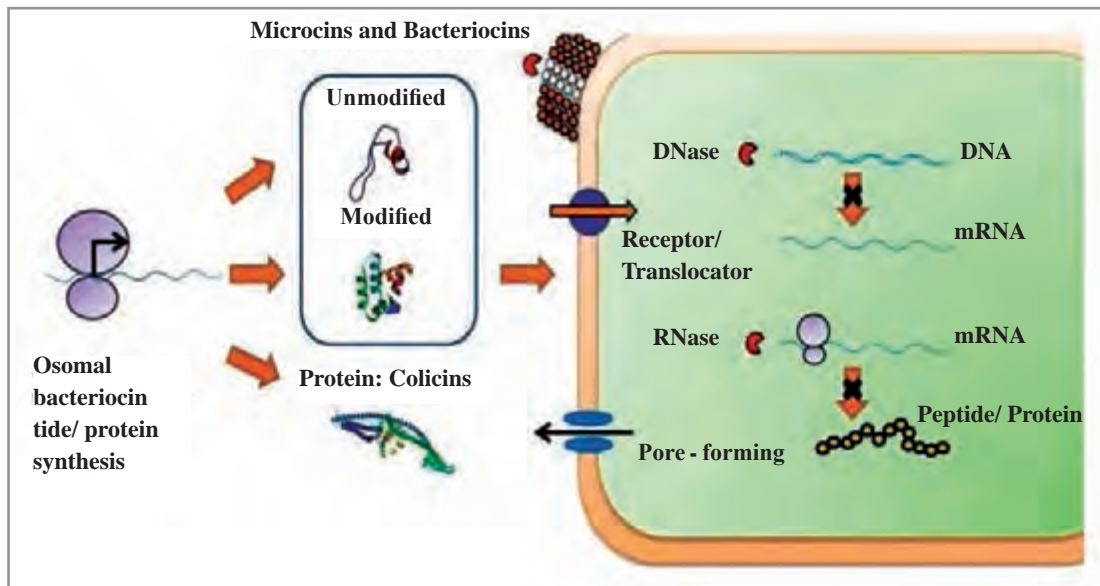 Microcins and Bacteriocins
Unmodified
Modified
Protein: Colicins
Osomal
bacteriocin
tide/ protein
synthesis
Receptor/
Translocator
Pore - forming
DNase
DNA
mRNA
RNase
mRNA
Peptide/ Protein